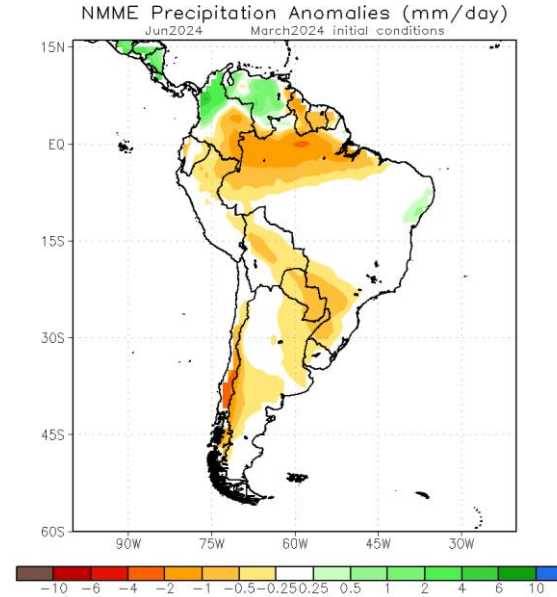 NMME Precipitation Anomalies (mm/day)
Jun2024 March2024 initial conditions
15N
EQ
15S
30S
45S
60S
90W 75W 60W 45W 30W
-10 -6 -4 -2 -1 -0.5 -0.25 0.25 0.5 1 2 4 6 10